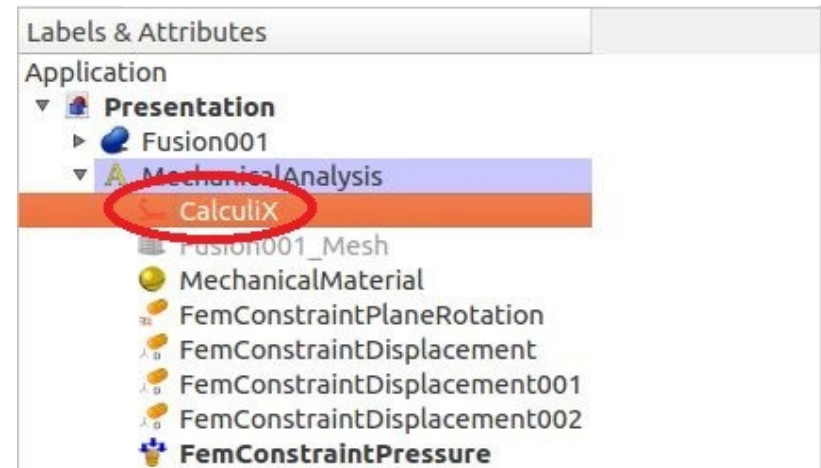 Labels & Attributes
Application
Presentation
Fusion001
MechanicalAnalysis
CalculiX
Fusion001_Mesh
MechanicalMaterial
FemConstraintPlaneRotation
FemConstraintDisplacement
FemConstraintDisplacement001
FemConstraintDisplacement002
FemConstraintPressure